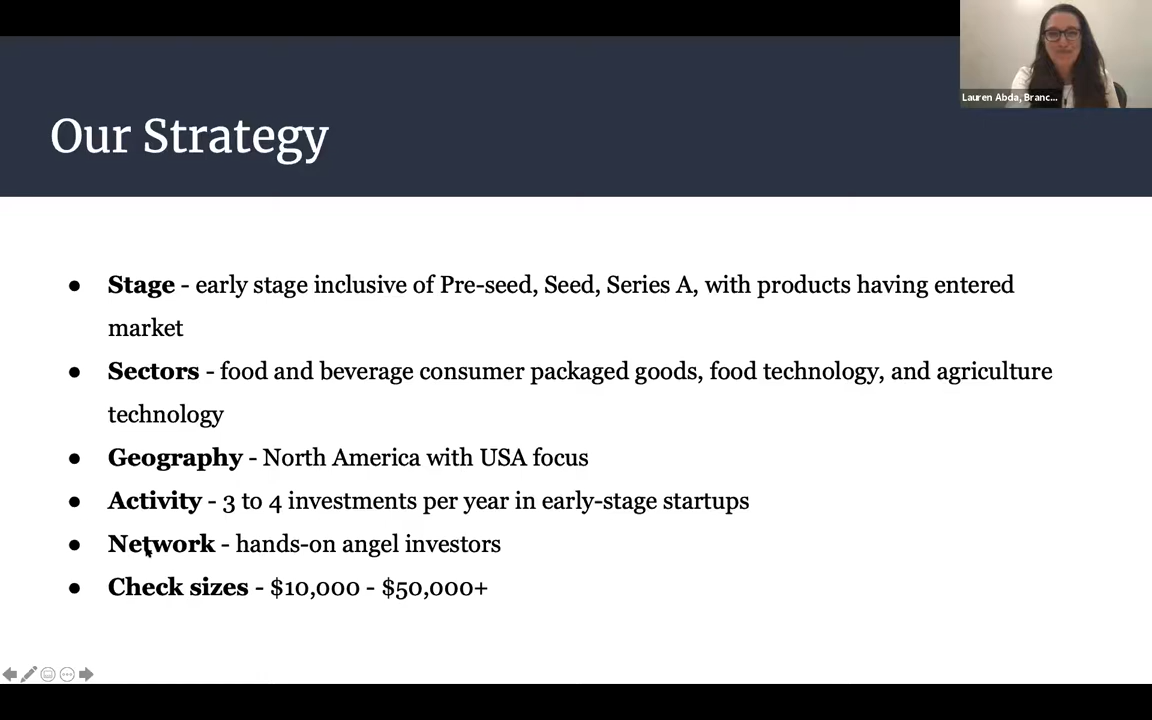 Lauren Abda, Branc...
Our Strategy
● Stage - early stage inclusive of Pre-seed, Seed, Series A, with products having entered
market
● Sectors - food and beverage consumer packaged goods, food technology, and agriculture
technology
● Geography - North America with USA focus
● Activity - 3 to 4 investments per year in early-stage startups
● Network - hands-on angel investors
● Check sizes - $10,000 - $50,000+